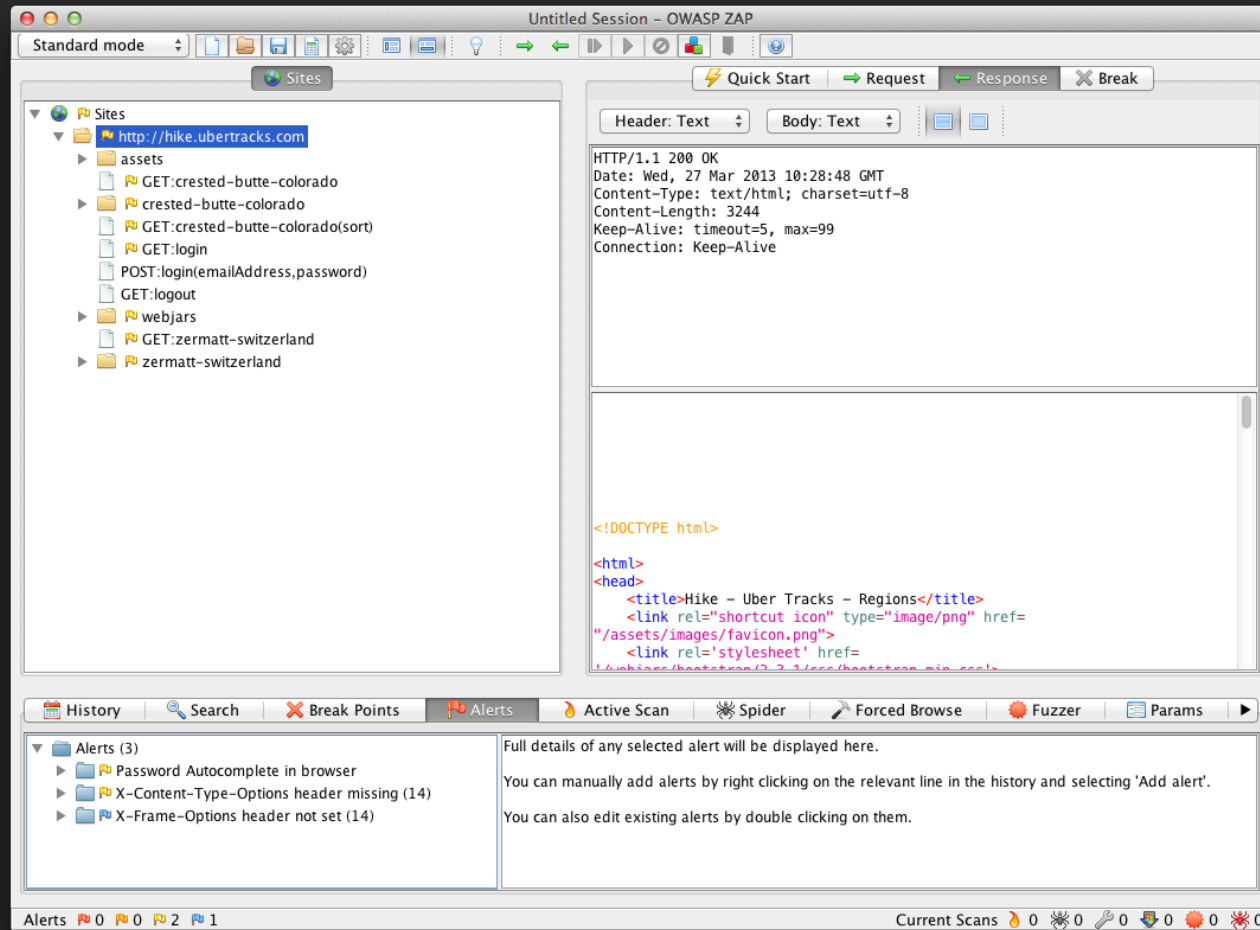 Untitled Session – OWASP ZAP
Standard mode
Sites
Quick Start Request Response Break
Sites
http://hike.ubertracks.com
assets
GET:crested-butte-colorado
crested-butte-colorado
GET:crested-butte-colorado(sort)
GET:login
POST:login(emailAddress,password)
GET:logout
webjars
GET:zermatt-switzerland
zermatt-switzerland
Header: Text Body: Text
HTTP/1.1 200 OK
Date: Wed, 27 Mar 2013 10:28:48 GMT
Content-Type: text/html; charset=utf-8
Content-Length: 3244
Keep-Alive: timeout=5, max=99
Connection: Keep-Alive
<!DOCTYPE html>
<html>
<head>
<title>Hike – Uber Tracks – Regions</title>
<link rel="shortcut icon" type="image/png" href=
"/assets/images/favicon.png">
<link rel='stylesheet' href=
'/webjars/bootstrap/2.3.1/css/bootstrap.min.css'>
History Search Break Points Alerts Active Scan Spider Forced Browse Fuzzer Params
Alerts (3)
Password Autocomplete in browser
X-Content-Type-Options header missing (14)
X-Frame-Options header not set (14)
Full details of any selected alert will be displayed here.
You can manually add alerts by right clicking on the relevant line in the history and selecting 'Add alert'.
You can also edit existing alerts by double clicking on them.
Alerts 0 0 2 1 Current Scans 0 0 0 0 0 0